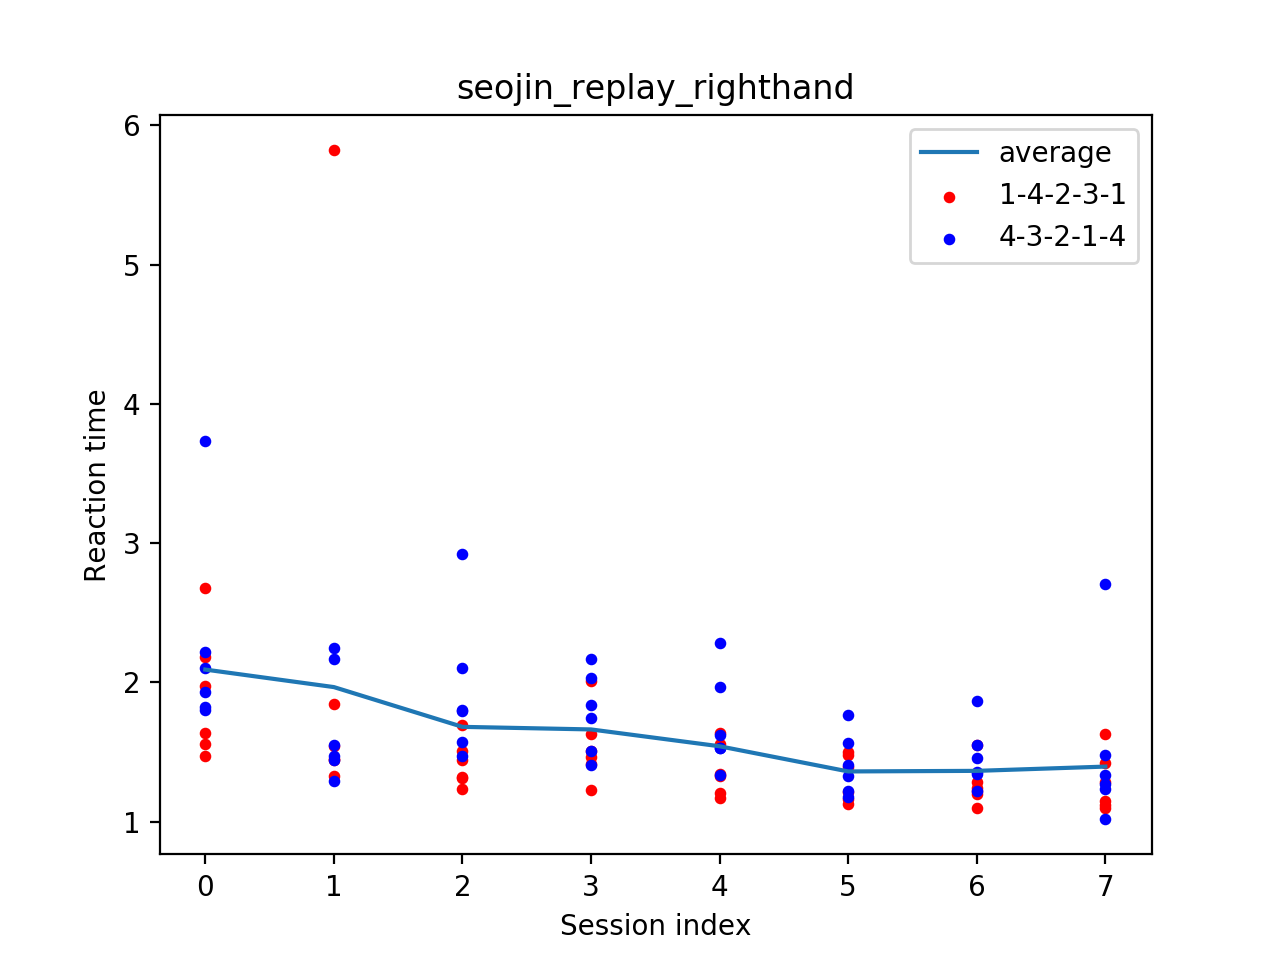 seojin_replay_righthand
average
1-4-2-3-1
4-3-2-1-4
Reaction time
6
5
4
3
2
1
0 1 2 3 4 5 6 7
Session index